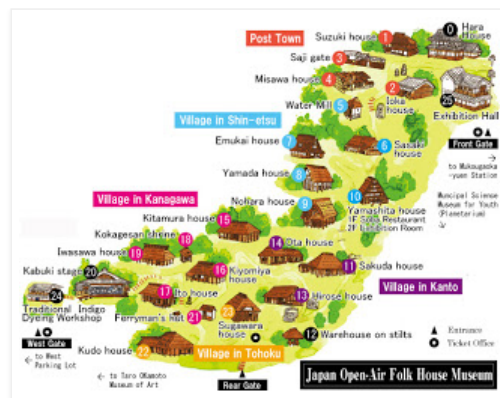 Post Town
Suzuki house
1
0
Hara
House
Saji gate
3
Misawa house
4
2
Ioka
house
25
Exhibition Hall
Water Mill
5
Front Gate
to Mukougaoka
-yuen Station
Village in Shin-etsu
Emukai house
7
6
Sasaki
house
Yamada house
8
Muncipal Science
Museum for Youth
(Planetarium)
Nohara house
9
10
Yamashita house
1F Soba Restaurant
2F Exhibition Room
Village in Kanagawa
Kitamura house
15
Kokagesan shrine
18
14
Ota house
Iwasawa house
19
11
Sakuda house
Kabuki stage
20
16
Kiyomiya
house
Village in Kanto
24
Traditional
Dyeing Workshop
Indigo
17
Ito house
13
Hirose house
Ferryman's hut
21
23
Sugawara
house
12
Warehouse on stilts
Entrance
Ticket Office
West Gate
to West
Parking Lot
Kudo house
22
Village in Tohoku
to Taro OKamoto
Museum of Art
Rear Gate
Japan Open-Air Folk House Museum